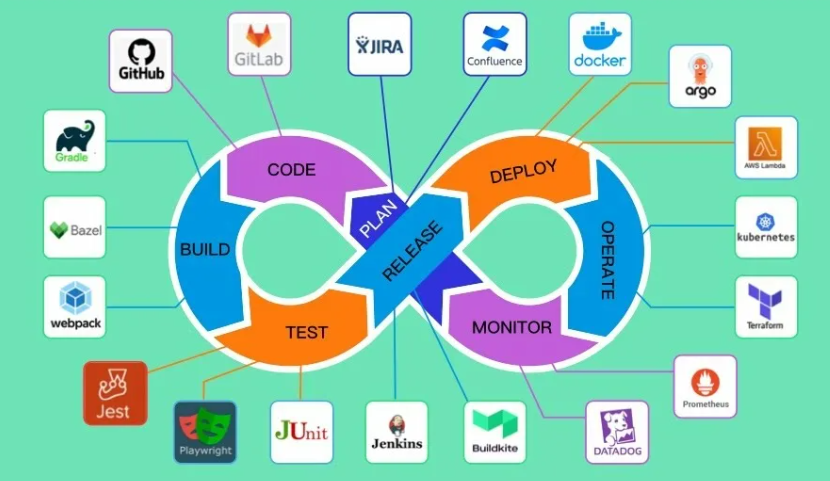 GitHub
GitLab
JIRA
Confluence
docker
argo
Gradle
AWS Lambda
Bazel
kubernetes
webpack
Terraform
CODE
PLAN
DEPLOY
BUILD
RELEASE
OPERATE
TEST
MONITOR
Jest
Playwright
JUnit
Jenkins
Buildkite
DATADOG
Prometheus